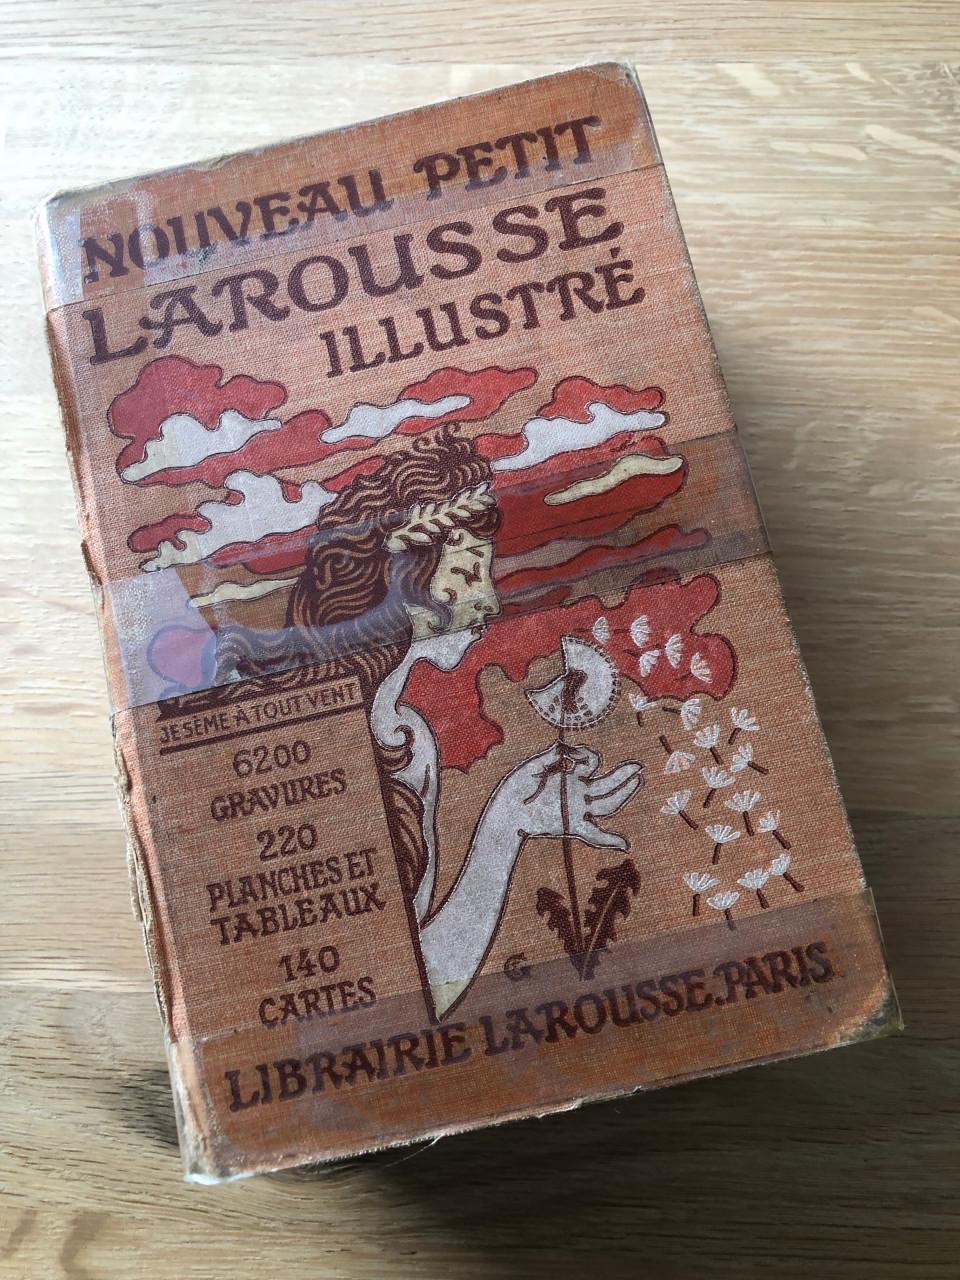 NOUVEAU PETIT
LAROUSSE
ILLUSTRÉ
JE SÈME À TOUT VENT
6200
GRAVURES
220
PLANCHES ET
TABLEAUX
140
CARTES
G
LIBRAIRIE LAROUSSE.PARIS